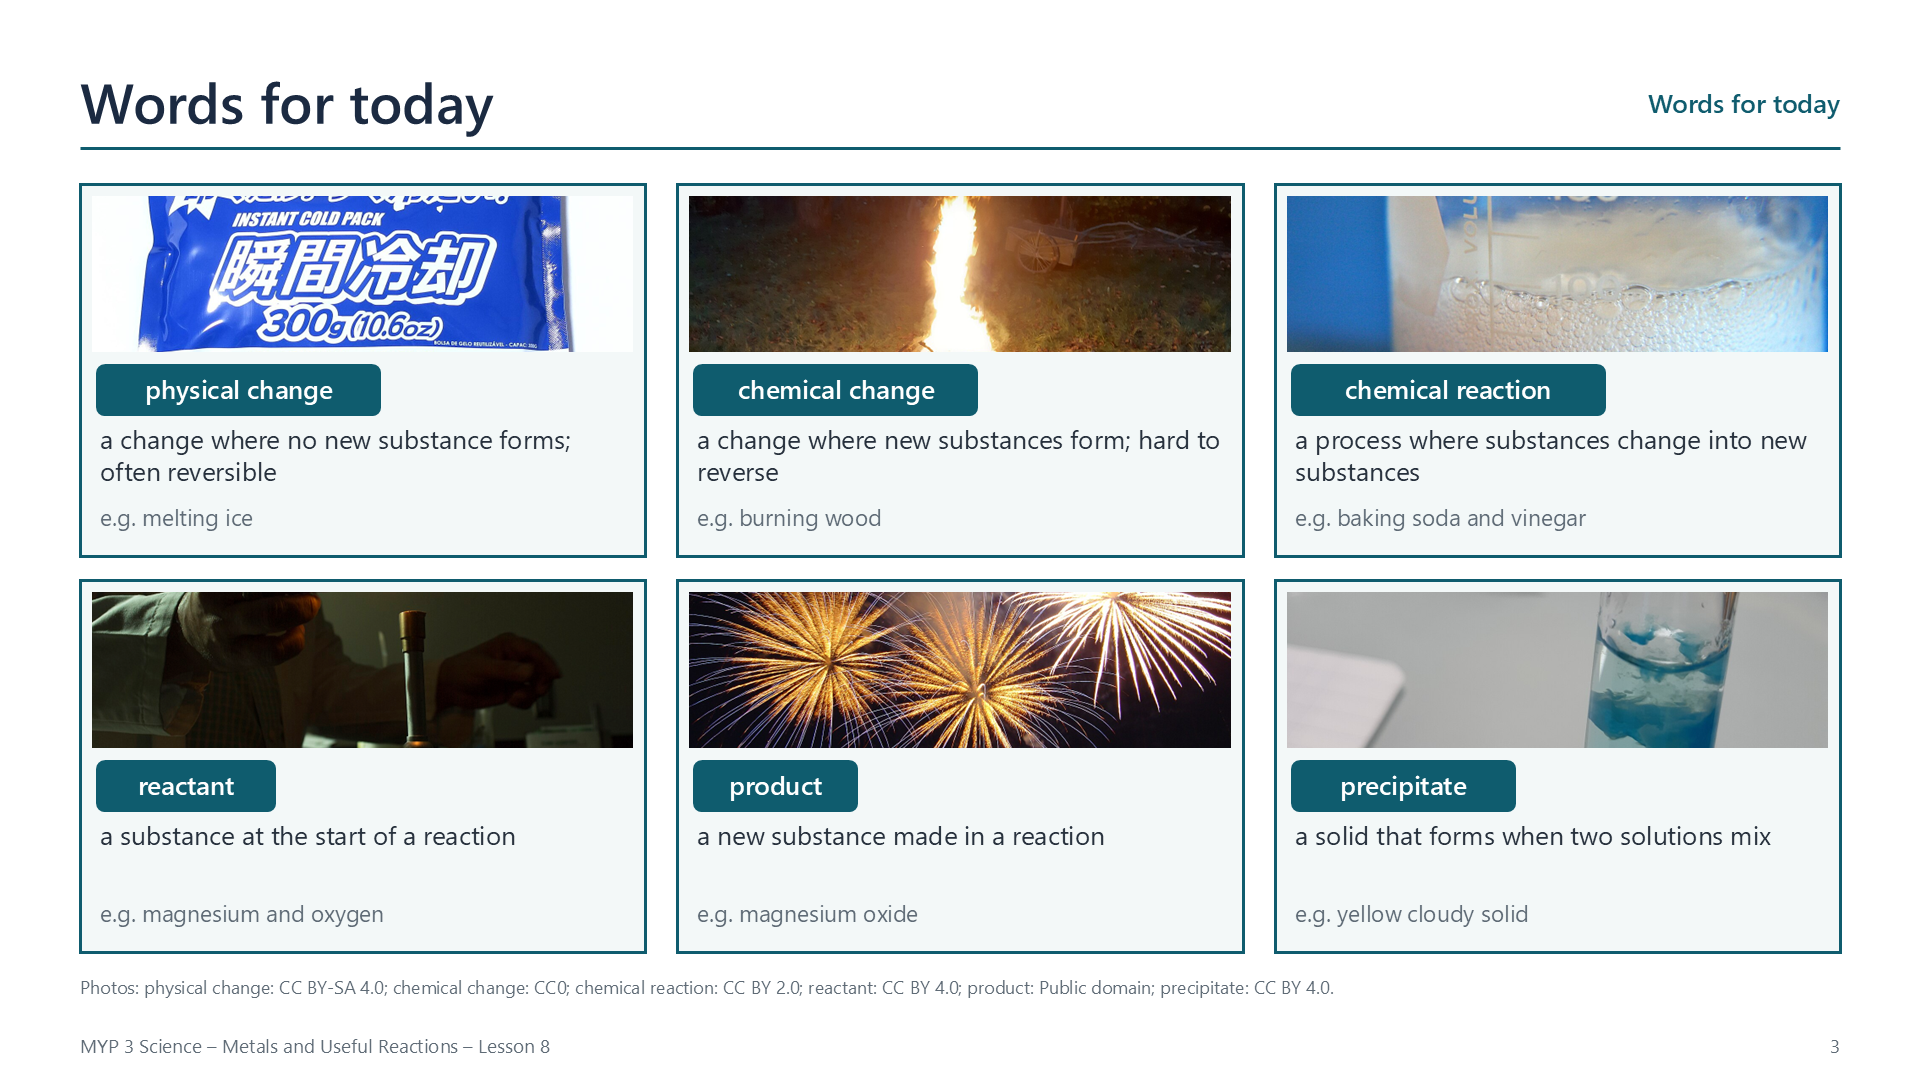 Words for today
Words for today
INSTANT COLD PACK
瞬間冷却
300g (10.6oz)
BOLSA DE GELO REUTILIZÁVEL - CAPAC. 300G
physical change
a change where no new substance forms;
often reversible
e.g. melting ice
chemical change
a change where new substances form; hard to
reverse
e.g. burning wood
chemical reaction
a process where substances change into new
substances
e.g. baking soda and vinegar
reactant
a substance at the start of a reaction
e.g. magnesium and oxygen
product
a new substance made in a reaction
e.g. magnesium oxide
precipitate
a solid that forms when two solutions mix
e.g. yellow cloudy solid
Photos: physical change: CC BY-SA 4.0; chemical change: CC0; chemical reaction: CC BY 2.0; reactant: CC BY 4.0; product: Public domain; precipitate: CC BY 4.0.
MYP 3 Science – Metals and Useful Reactions – Lesson 8
3